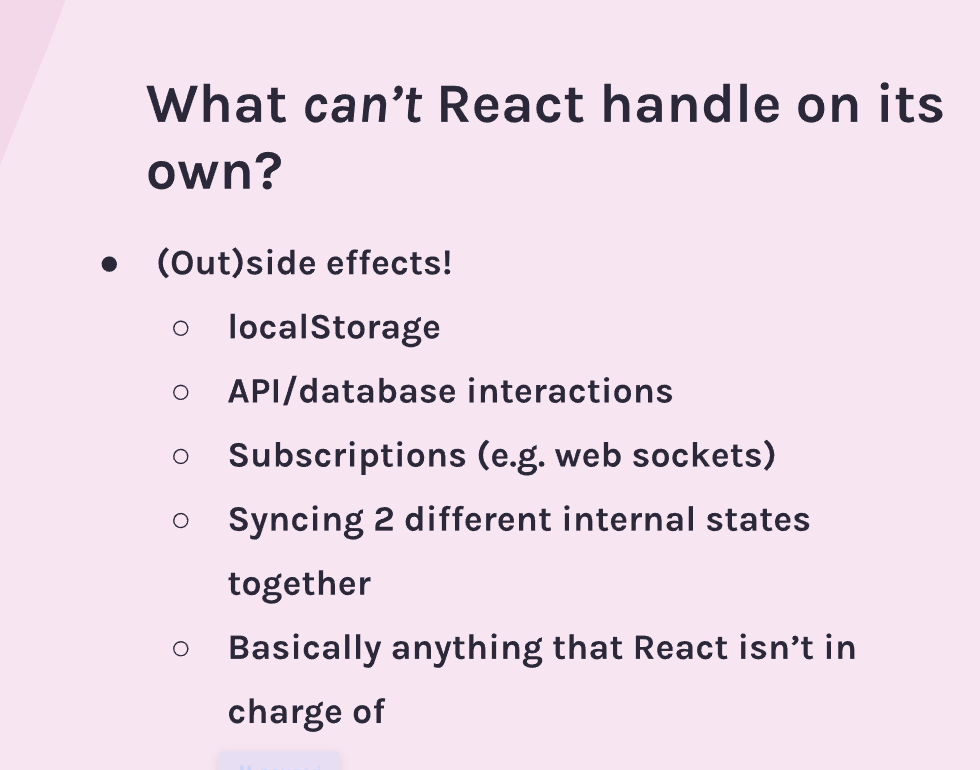 What can’t React handle on its
own?
● (Out)side effects!
○ localStorage
○ API/database interactions
○ Subscriptions (e.g. web sockets)
○ Syncing 2 different internal states
together
○ Basically anything that React isn’t in
charge of